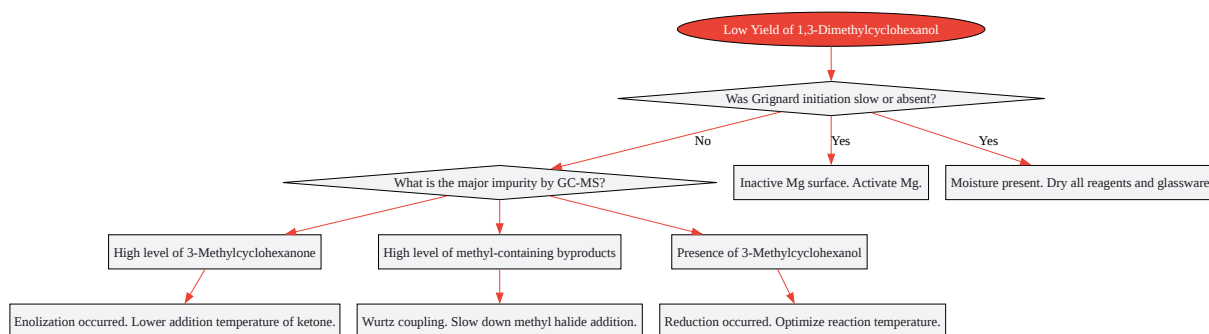 Low Yield of 1,3-Dimethylcyclohexanol
Was Grignard initiation slow or absent?
No
Yes
Yes
What is the major impurity by GC-MS?
Inactive Mg surface. Activate Mg.
Moisture present. Dry all reagents and glassware
High level of 3-Methylcyclohexanone
High level of methyl-containing byproducts
Presence of 3-Methylcyclohexanol
Enolization occurred. Lower addition temperature of ketone.
Wurtz coupling. Slow down methyl halide addition.
Reduction occurred. Optimize reaction temperature.